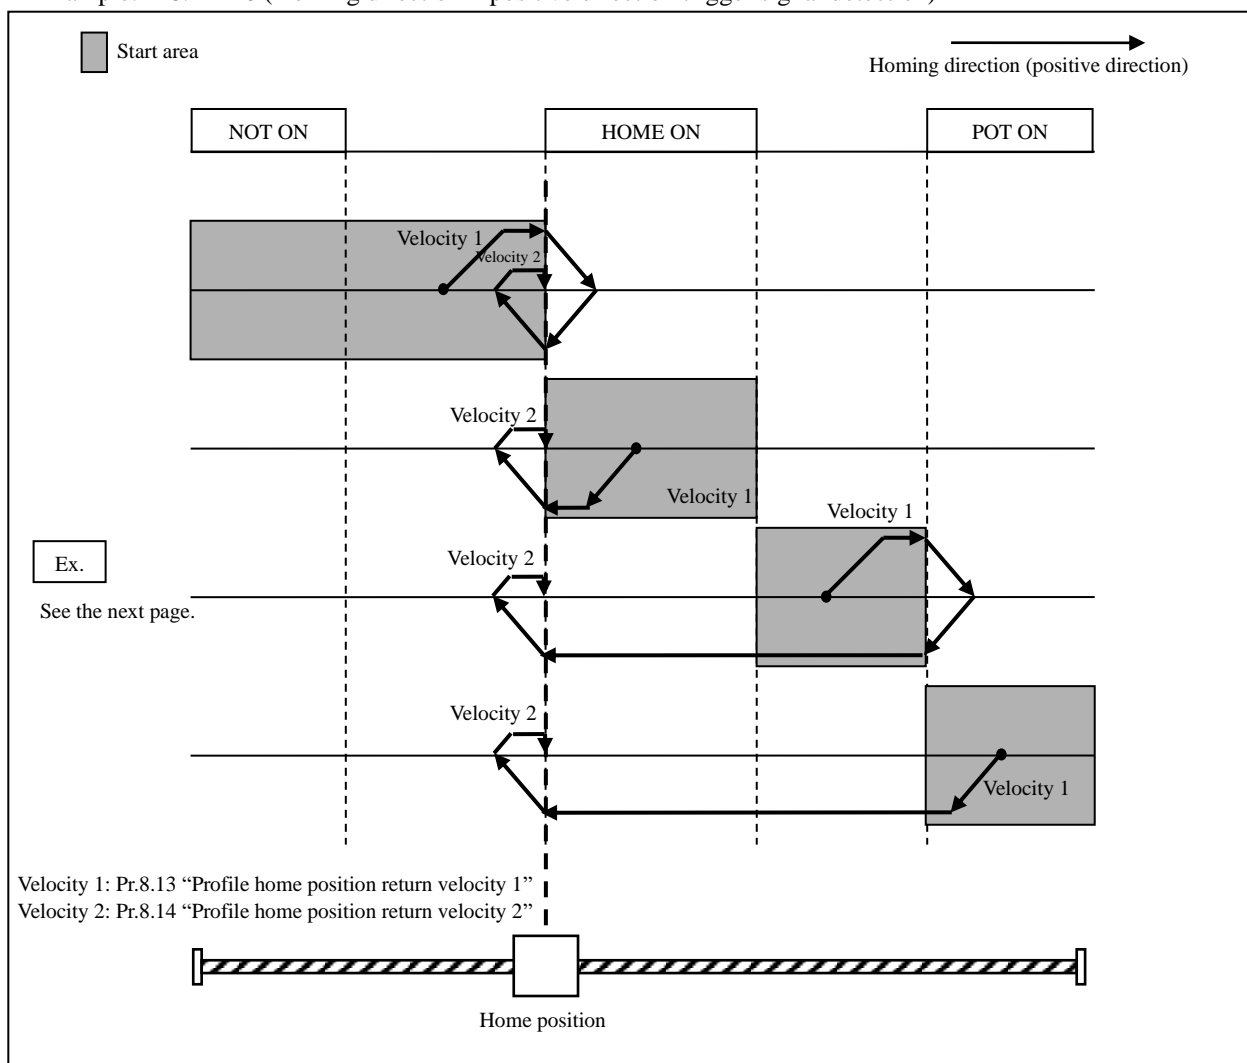 Start area
Homing direction (positive direction)
NOT ON
HOME ON
POT ON
Velocity 1
Velocity 2
Velocity 2
Velocity 1
Velocity 1
Velocity 2
Ex.
See the next page.
Velocity 2
Velocity 1
Velocity 1: Pr.8.13 “Profile home position return velocity 1”
Velocity 2: Pr.8.14 “Profile home position return velocity 2”
Home position